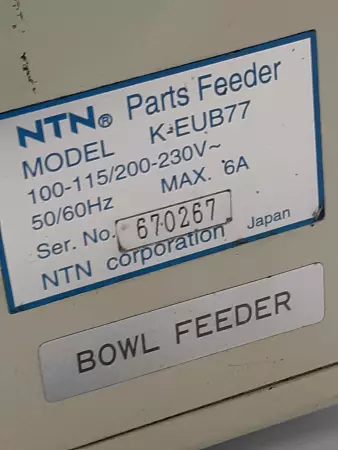 NTN® Parts Feeder
MODEL K-EUB77
100-115/200-230V~
50/60Hz MAX. 6A
Ser. No. 670267
NTN corporation Japan
BOWL FEEDER